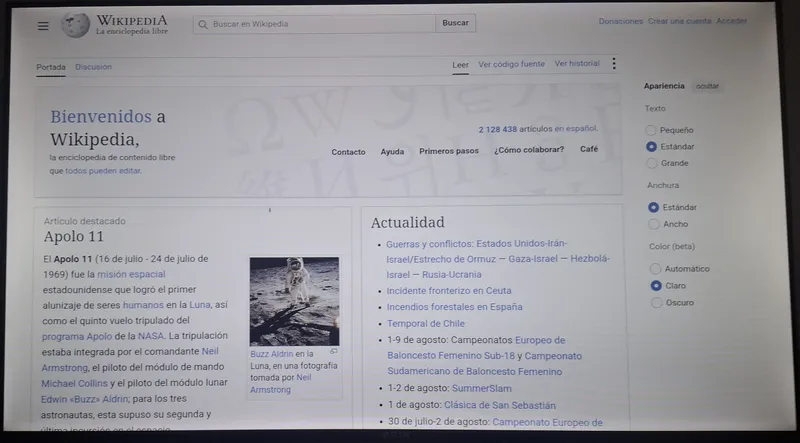 WIKIPEDIA
La enciclopedia libre
Buscar en Wikipedia
Buscar
Donaciones Crear una cuenta Acceder
Portada Discusión
Leer Ver código fuente Ver historial
Bienvenidos a
Wikipedia,
la enciclopedia de contenido libre
que todos pueden editar.
2 128 438 artículos en español.
Contacto Ayuda Primeros pasos ¿Cómo colaborar? Café
Artículo destacado
Apolo 11
El Apolo 11 (16 de julio - 24 de julio de
1969) fue la misión espacial
estadounidense que logró el primer
alunizaje de seres humanos en la Luna, así
como el quinto vuelo tripulado del
programa Apolo de la NASA. La tripulación
estaba integrada por el comandante Neil
Armstrong, el piloto del módulo de mando
Michael Collins y el piloto del módulo lunar
Edwin «Buzz» Aldrin; para los tres
astronautas, esta supuso su segunda y
última incursión en el espacio
Buzz Aldrin en la
Luna, en una fotografía
tomada por Neil
Armstrong
Actualidad
Guerras y conflictos: Estados Unidos-Irán-
Israel/Estrecho de Ormuz — Gaza-Israel — Hezbolá-
Israel — Rusia-Ucrania
Incidente fronterizo en Ceuta
Incendios forestales en España
Temporal de Chile
1-9 de agosto: Campeonatos Europeo de
Baloncesto Femenino Sub-18 y Campeonato
Sudamericano de Baloncesto Femenino
1-2 de agosto: SummerSlam
1 de agosto: Clásica de San Sebastián
30 de julio-2 de agosto: Campeonato Europeo de
Apariencia ocultar
Texto
Pequeño
Estándar
Grande
Anchura
Estándar
Ancho
Color (beta)
Automático
Claro
Oscuro